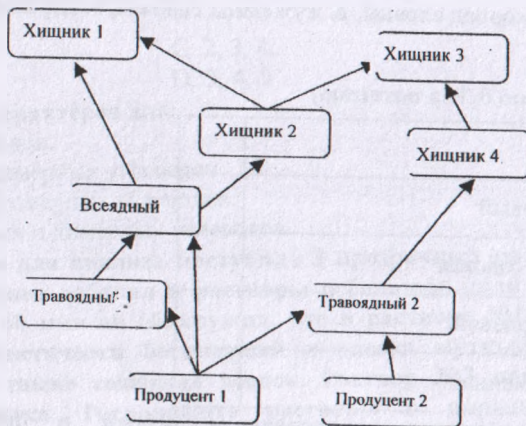 Хищник 1
Хищник 3
Хищник 2
Хищник 4
Всеядный
Травоядный 1
Травоядный 2
Продуцент 1
Продуцент 2